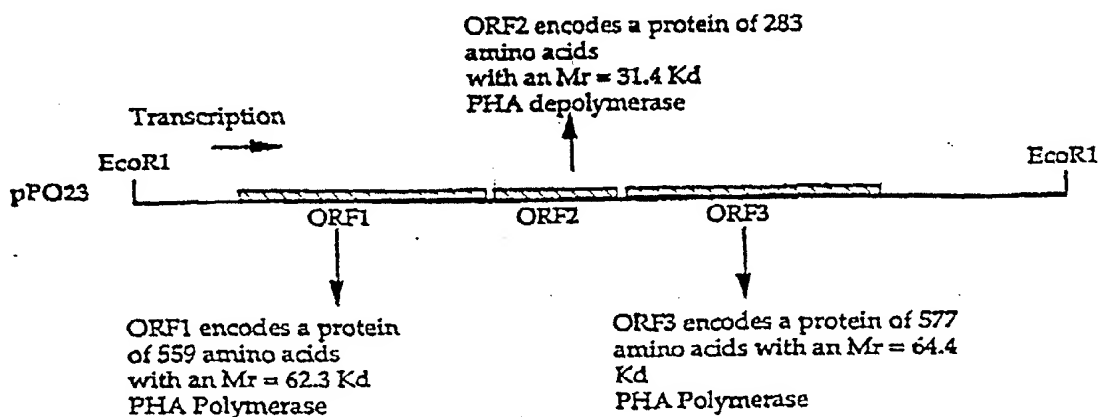 ORF2 encodes a protein of 283
amino acids
with an Mr = 31.4 Kd
PHA depolymerase
Transcription
EcoR1
EcoR1
pPO23
ORF1
ORF2
ORF3
ORF1 encodes a protein
of 559 amino acids
with an Mr = 62.3 Kd
PHA Polymerase
ORF3 encodes a protein of 577
amino acids with an Mr = 64.4
Kd
PHA Polymerase